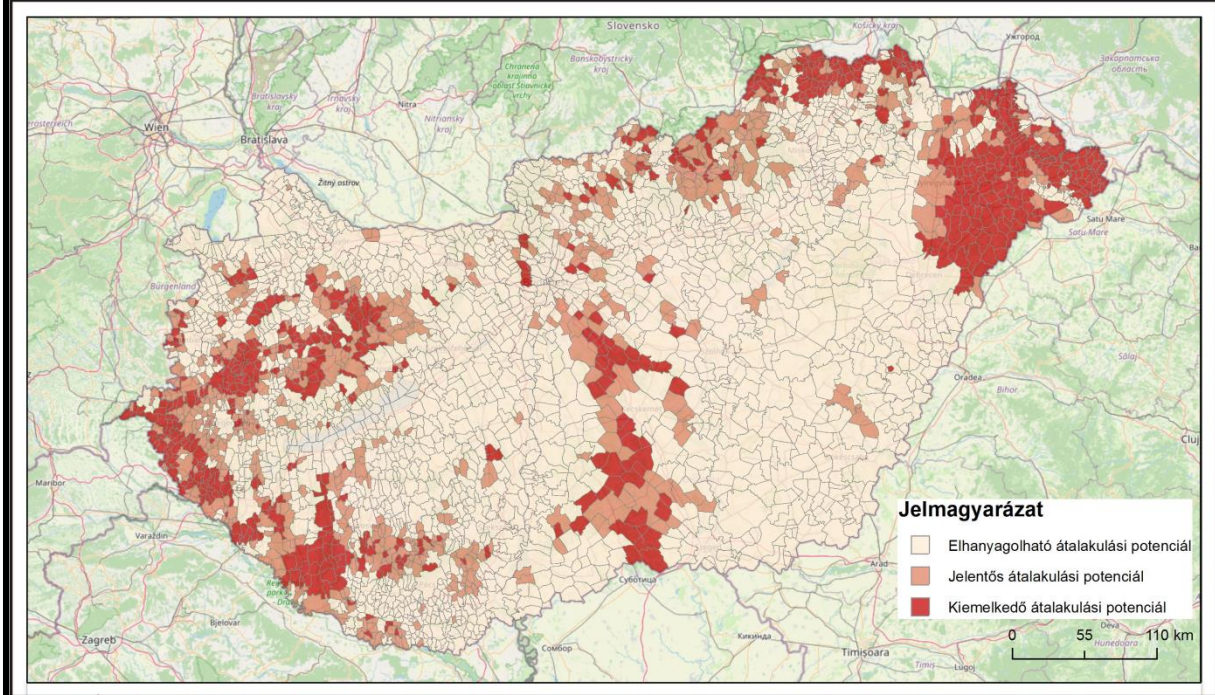 Slovensko
Košický kraj
Ужгород
Закарпатська
область
Banskobystrický
kraj
Chránená
krajinná
oblasť Štiavnické
vrchy
Bratislavský
kraj
Trnavský
kraj
Nitra
Nitriansky
kraj
Wien
Bratislava
Žitný ostrov
Satu Mare
Satu Mare
Burgenland
Sălaj
Oradea
Bihor
Cluj
Maribor
Varaždin
Kecskemét
Jelmagyarázat
Elhanyagolható átalakulási potenciál
Jelentős átalakulási potenciál
Kiemelkedő átalakulási potenciál
0 55 110 km
Arad
Суботица
Bjelovar
Zagreb
Сомбор
Кикинда
Timișoara
Timiș
Lugoj
Deva
Hunedoara